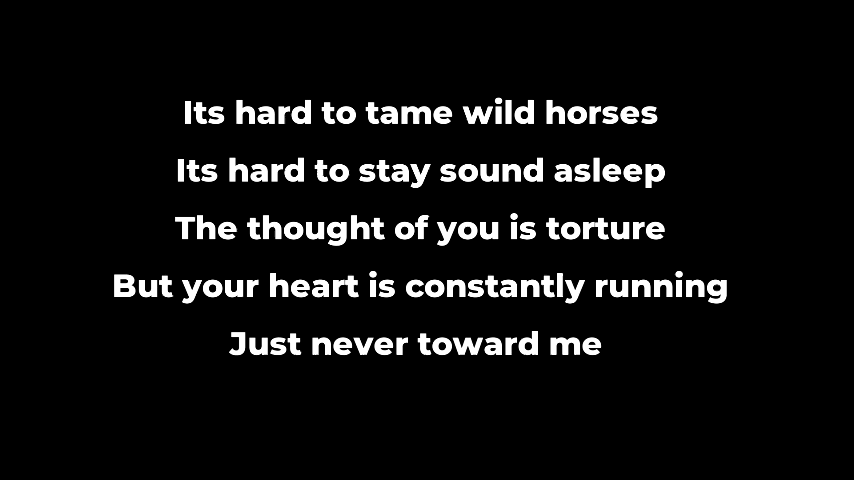 Its hard to tame wild horses
Its hard to stay sound asleep
The thought of you is torture
But your heart is constantly running
Just never toward me